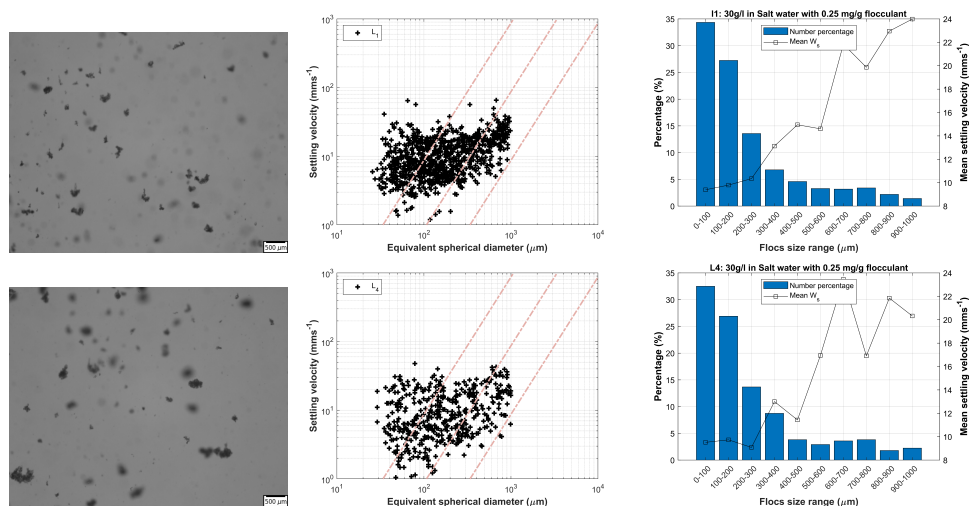 500 μm
10³
10²
10¹
10⁰
Settling velocity (mms⁻¹)
L₁
10¹ 10² 10³ 10⁴
Equivalent spherical diameter (μm)
l1: 30g/l in Salt water with 0.25 mg/g flocculant
Number percentage
Mean Wₛ
35
30
25
20
15
10
5
0
Percentage (%)
24
22
20
18
16
14
12
10
8
Mean settling velocity (mms⁻¹)
0-100 100-200 200-300 300-400 400-500 500-600 600-700 700-800 800-900 900-1000
Flocs size range (μm)
500 μm
10³
10²
10¹
10⁰
Settling velocity (mms⁻¹)
L₄
10¹ 10² 10³ 10⁴
Equivalent spherical diameter (μm)
L4: 30g/l in Salt water with 0.25 mg/g flocculant
Number percentage
Mean Wₛ
35
30
25
20
15
10
5
0
Percentage (%)
24
22
20
18
16
14
12
10
8
Mean settling velocity (mms⁻¹)
0-100 100-200 200-300 300-400 400-500 500-600 600-700 700-800 800-900 900-1000
Flocs size range (μm)